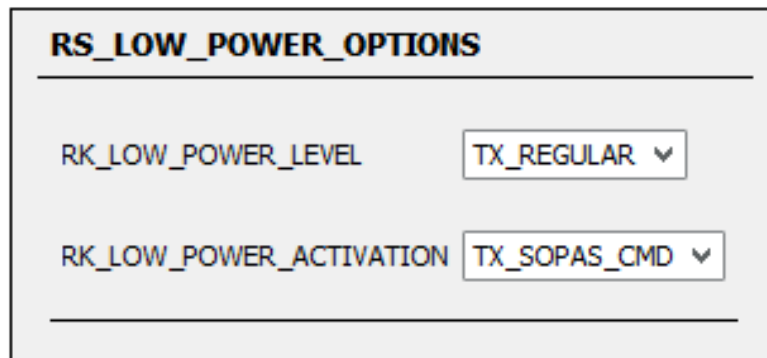 RS_LOW_POWER_OPTIONS
RK_LOW_POWER_LEVEL TX_REGULAR
RK_LOW_POWER_ACTIVATION TX_SOPAS_CMD